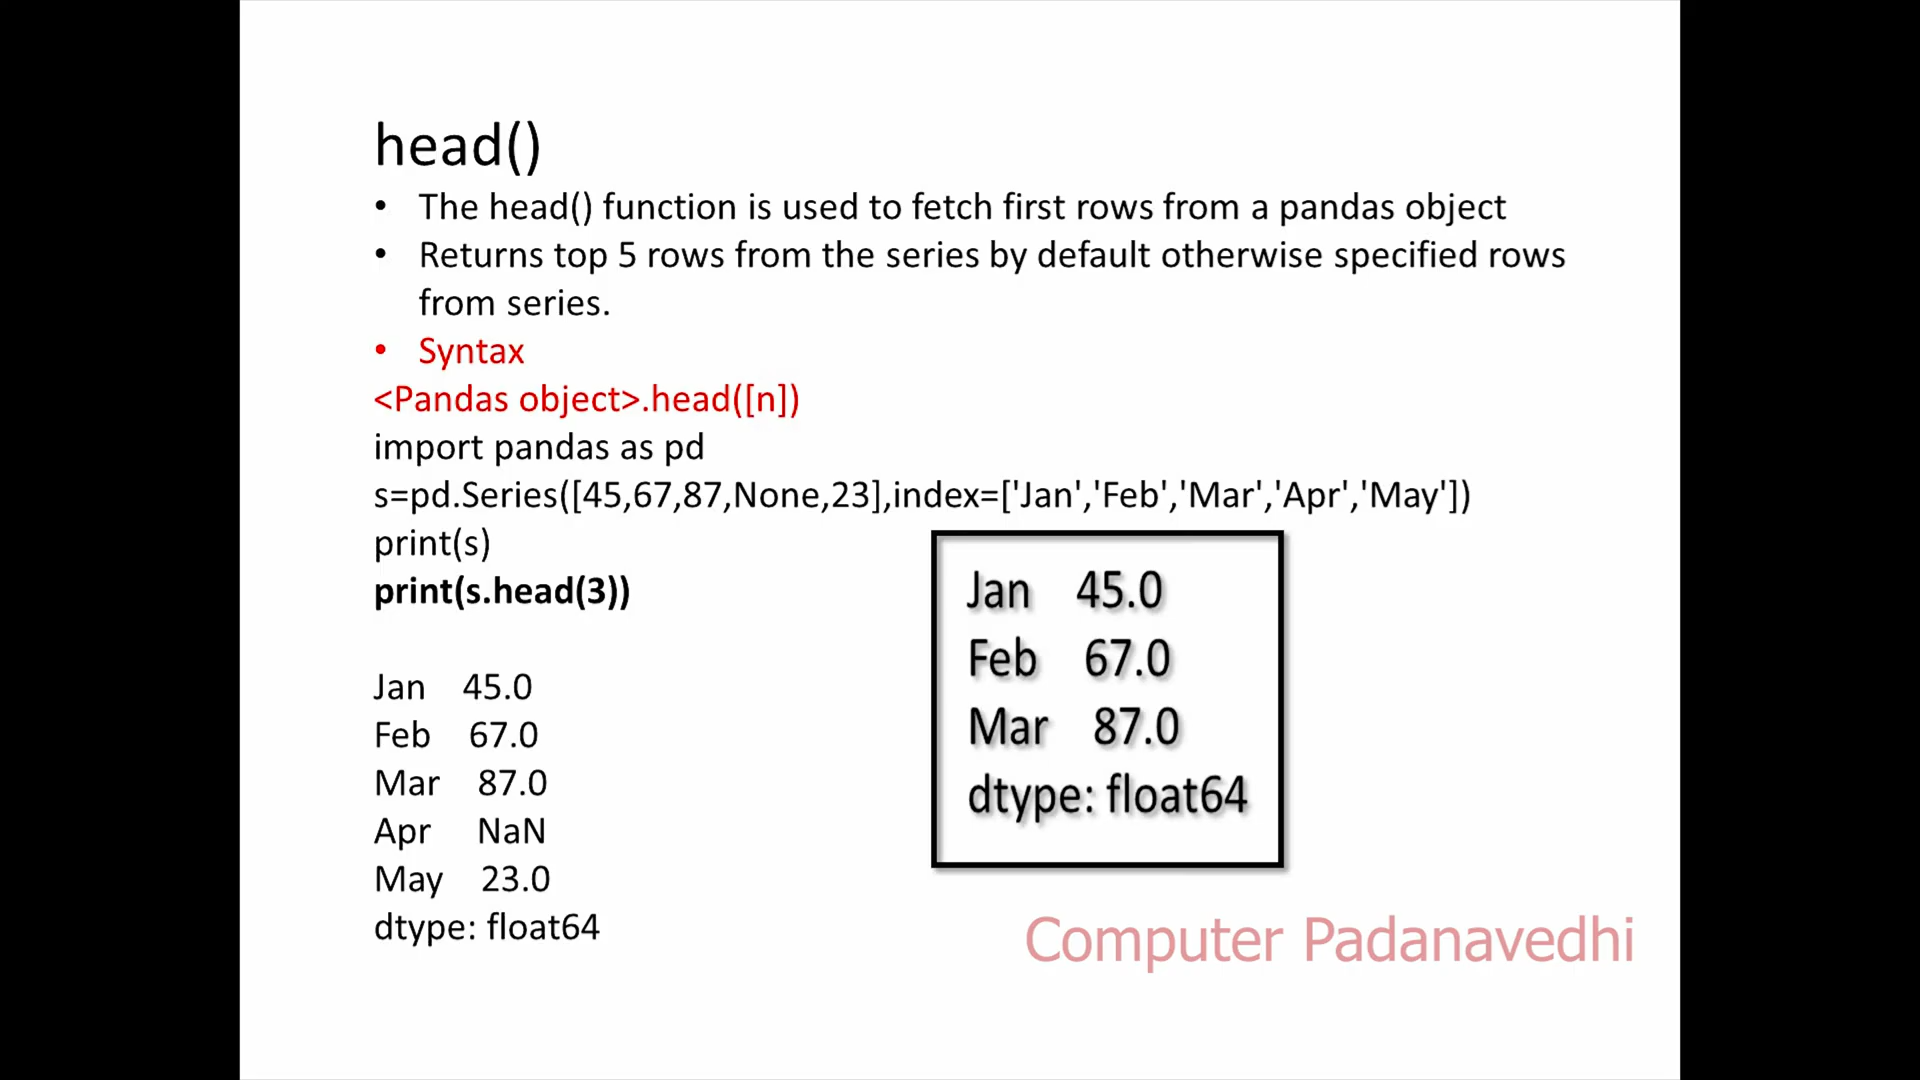 head()
• The head() function is used to fetch first rows from a pandas object
• Returns top 5 rows from the series by default otherwise specified rows
from series.
• Syntax
<Pandas object>.head([n])
import pandas as pd
s=pd.Series([45,67,87,None,23],index=['Jan','Feb','Mar','Apr','May'])
print(s)
print(s.head(3))
Jan 45.0
Feb 67.0
Mar 87.0
Apr NaN
May 23.0
dtype: float64
Jan 45.0
Feb 67.0
Mar 87.0
dtype: float64
Computer Padanavedhi